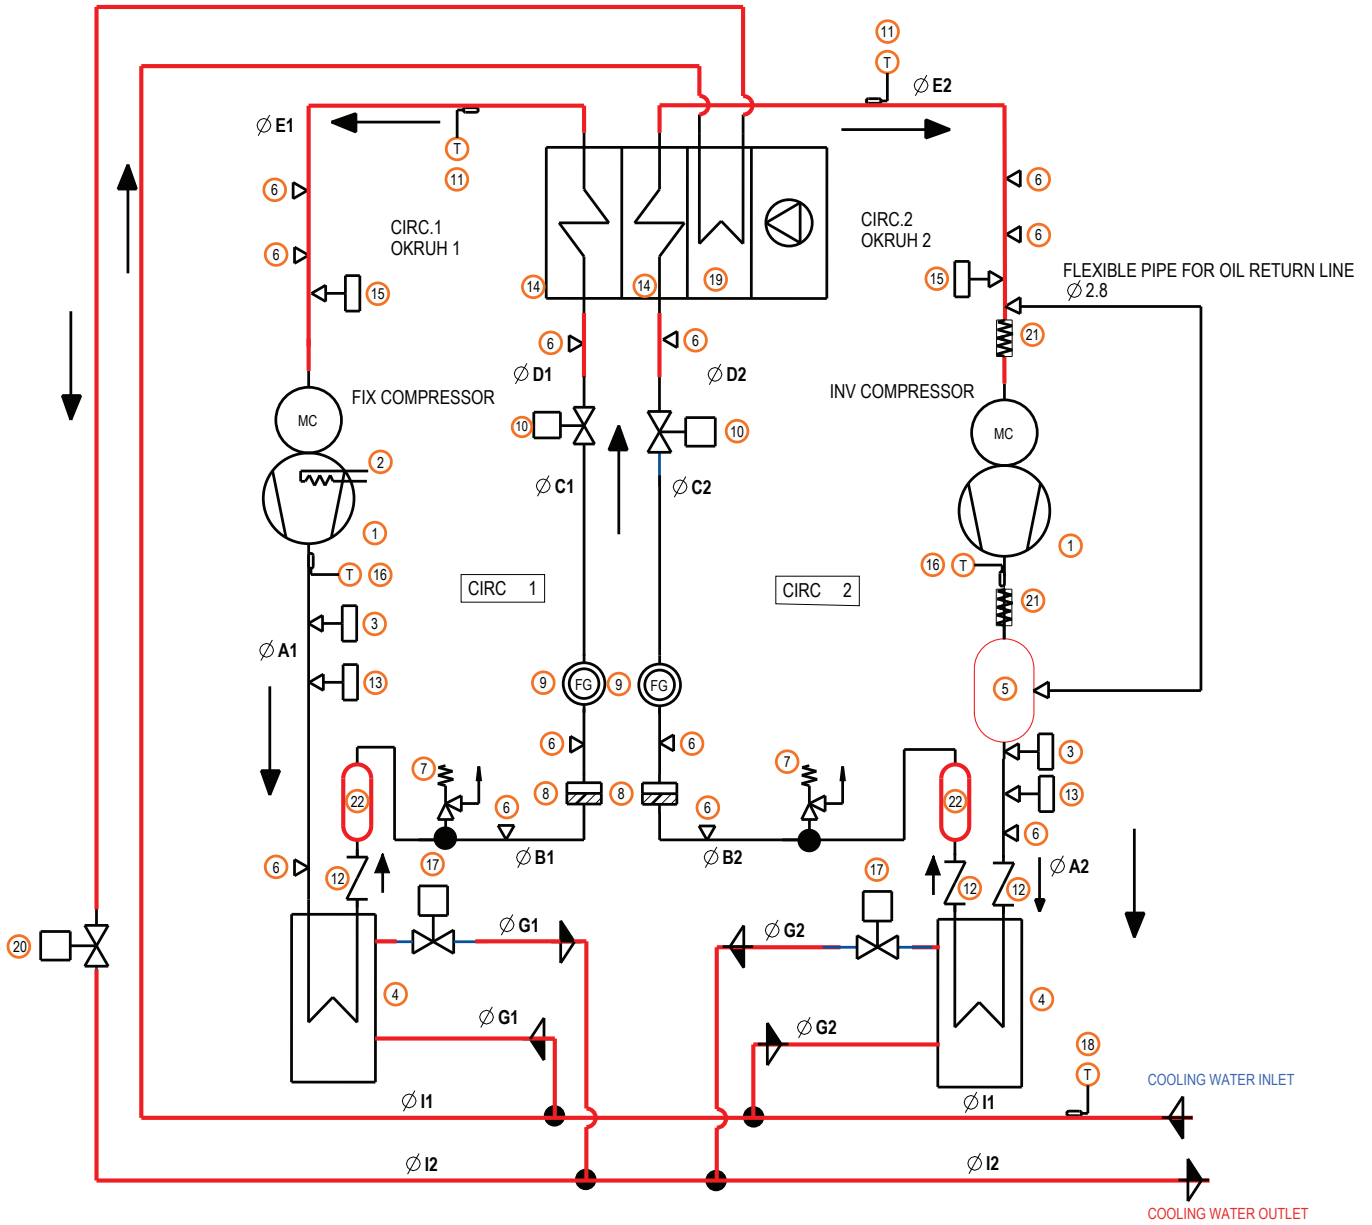 11
T
Ø E2
Ø E1
T
11
6
6
CIRC.1
OKRUH 1
CIRC.2
OKRUH 2
6
6
15
14
14
19
15
FLEXIBLE PIPE FOR OIL RETURN LINE
Ø 2.8
21
6
6
Ø D1
Ø D2
FIX COMPRESSOR
INV COMPRESSOR
MC
10
10
MC
2
Ø C1
Ø C2
1
1
T
16
16
T
CIRC 1
CIRC 2
21
3
Ø A1
13
9
FG
9
FG
5
6
6
3
7
7
22
8
8
22
13
6
6
6
Ø B1
Ø B2
6
12
17
17
12
12
Ø A2
20
Ø G1
Ø G2
4
4
Ø G1
Ø G2
18
T
COOLING WATER INLET
Ø I1
Ø I1
Ø I2
Ø I2
COOLING WATER OUTLET